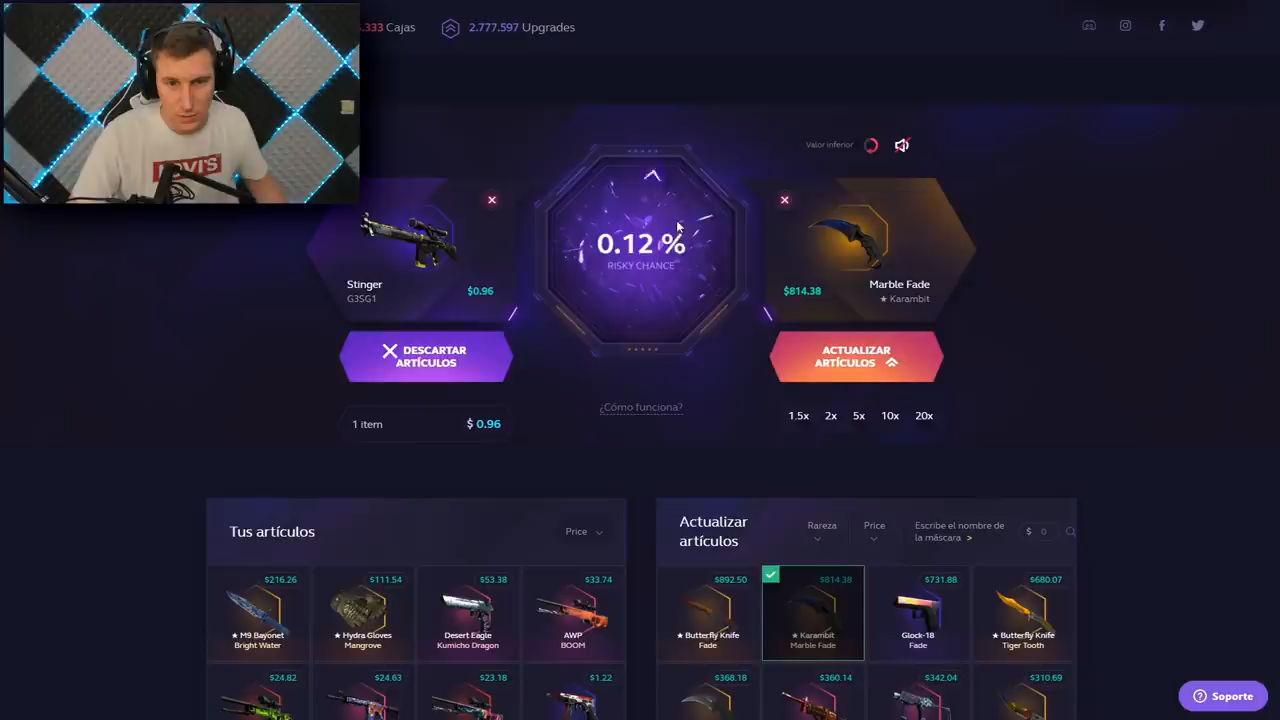 .333 Cajas
2.777.597 Upgrades
LEVI'S
Valor inferior
0.12 %
RISKY CHANCE
Stinger
G3SG1
$0.96
$814.38
Marble Fade
★ Karambit
DESCARTAR
ARTÍCULOS
ACTUALIZAR
ARTÍCULOS
¿Cómo funciona?
1 item
$ 0.96
1.5x
2x
5x
10x
20x
Tus artículos
Price
Actualizar
artículos
Rareza
Price
Escribe el nombre de
la máscara >
$ 0
$216.26
★ M9 Bayonet
Bright Water
$111.54
★ Hydra Gloves
Mangrove
$53.38
Desert Eagle
Kumicho Dragon
$33.74
AWP
BOOM
$892.50
★ Butterfly Knife
Fade
$814.38
★ Karambit
Marble Fade
$731.88
Glock-18
Fade
$680.07
★ Butterfly Knife
Tiger Tooth
$24.82
$24.63
$23.18
$1.22
$368.18
$360.14
$342.04
$310.69
Soporte